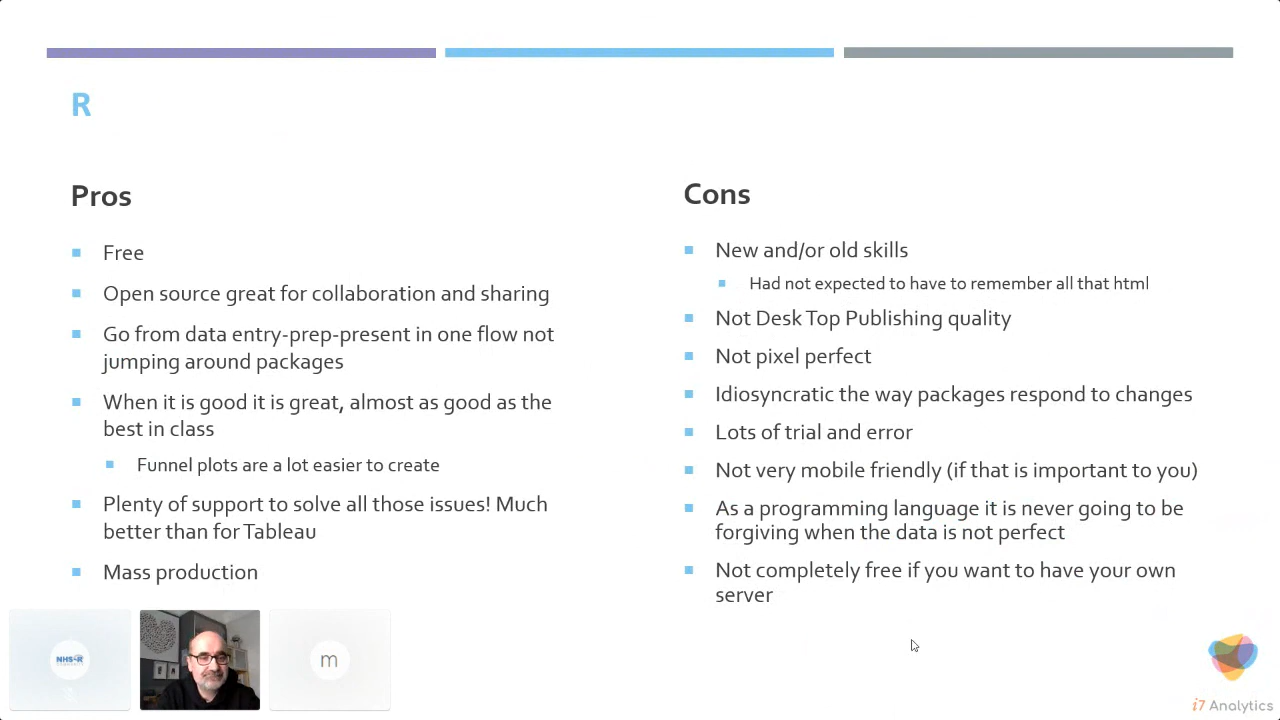 R
Pros
Free
Open source great for collaboration and sharing
Go from data entry-prep-present in one flow not
jumping around packages
When it is good it is great, almost as good as the
best in class
Funnel plots are a lot easier to create
Plenty of support to solve all those issues! Much
better than for Tableau
Mass production
Cons
New and/or old skills
Had not expected to have to remember all that html
Not Desk Top Publishing quality
Not pixel perfect
Idiosyncratic the way packages respond to changes
Lots of trial and error
Not very mobile friendly (if that is important to you)
As a programming language it is never going to be
forgiving when the data is not perfect
Not completely free if you want to have your own
server
NHS-R
m
i7 Analytics